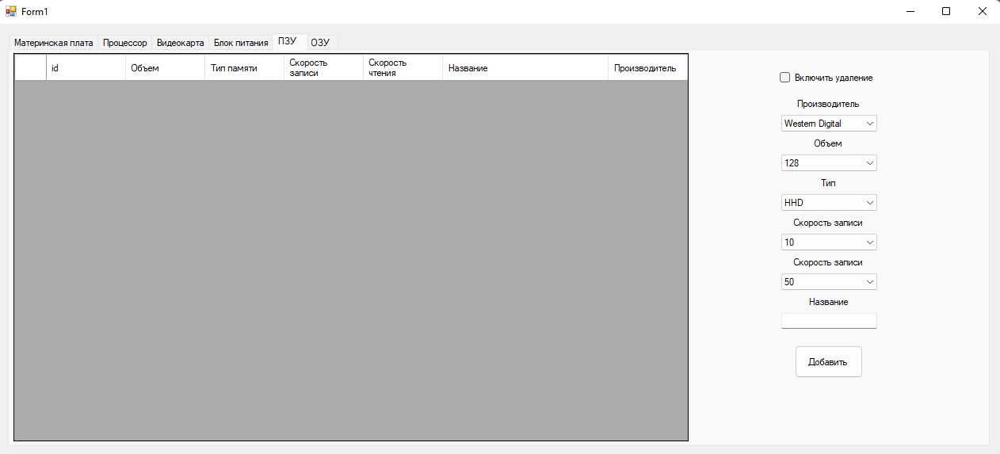 Form1
Материнская плата Процессор Видеокарта Блок питания ПЗУ ОЗУ
id Объем Тип памяти Скорость записи Скорость чтения Название Производитель
Включить удаление
Производитель
Western Digital
Объем
128
Тип
HHD
Скорость записи
10
Скорость записи
50
Название
Добавить